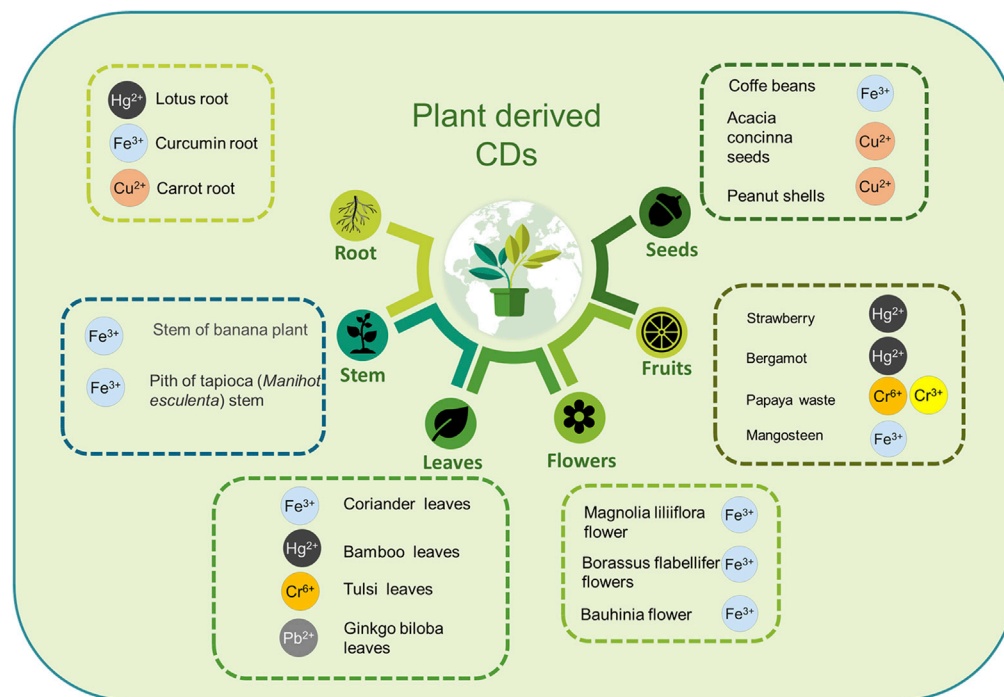 Plant derived
CDs
Hg²⁺ Lotus root
Fe³⁺ Curcumin root
Cu²⁺ Carrot root
Root
Fe³⁺ Stem of banana plant
Fe³⁺ Pith of tapioca (Manihot
esculenta) stem
Stem
Leaves
Fe³⁺ Coriander leaves
Hg²⁺ Bamboo leaves
Cr⁶⁺ Tulsi leaves
Pb²⁺ Ginkgo biloba
leaves
Flowers
Magnolia liliiflora
flower Fe³⁺
Borassus flabellifer
flowers Fe³⁺
Bauhinia flower Fe³⁺
Fruits
Strawberry Hg²⁺
Bergamot Hg²⁺
Papaya waste Cr⁶⁺ Cr³⁺
Mangosteen Fe³⁺
Seeds
Coffe beans Fe³⁺
Acacia
concinna Cu²⁺
seeds
Peanut shells Cu²⁺